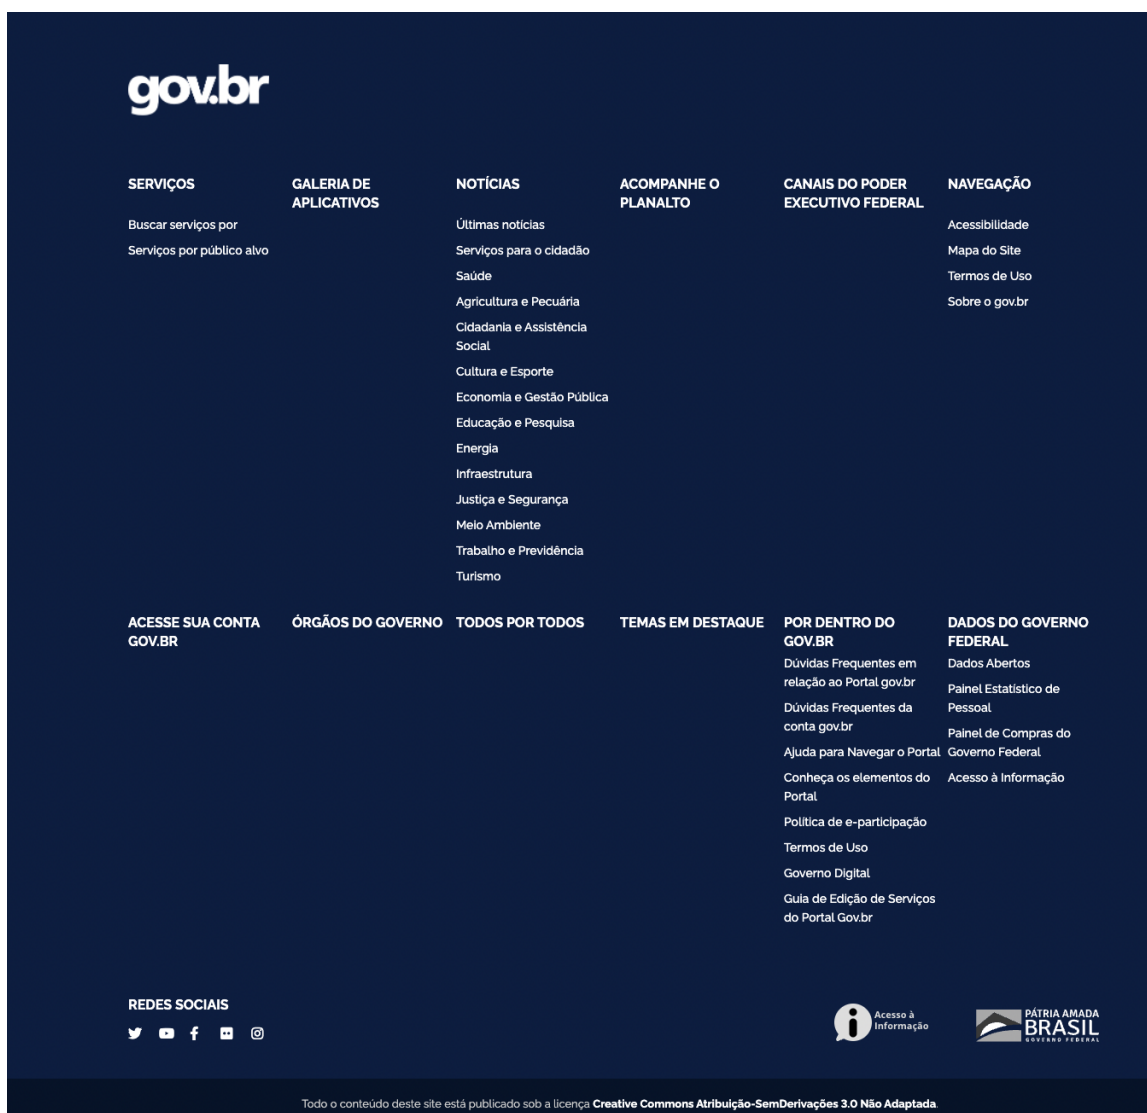 gov.br
SERVIÇOS
Buscar serviços por
Serviços por público alvo
GALERIA DE
APLICATIVOS
NOTÍCIAS
Últimas notícias
Serviços para o cidadão
Saúde
Agricultura e Pecuária
Cidadania e Assistência
Social
Cultura e Esporte
Economia e Gestão Pública
Educação e Pesquisa
Energia
Infraestrutura
Justiça e Segurança
Meio Ambiente
Trabalho e Previdência
Turismo
ACOMPANHE O
PLANALTO
CANAIS DO PODER
EXECUTIVO FEDERAL
NAVEGAÇÃO
Acessibilidade
Mapa do Site
Termos de Uso
Sobre o gov.br
ACESSE SUA CONTA
GOV.BR
ÓRGÃOS DO GOVERNO
TODOS POR TODOS
TEMAS EM DESTAQUE
POR DENTRO DO
GOV.BR
Dúvidas Frequentes em
relação ao Portal gov.br
Dúvidas Frequentes da
conta gov.br
Ajuda para Navegar o Portal
Conheça os elementos do
Portal
Política de e-participação
Termos de Uso
Governo Digital
Guia de Edição de Serviços
do Portal Gov.br
DADOS DO GOVERNO
FEDERAL
Dados Abertos
Painel Estatístico de
Pessoal
Painel de Compras do
Governo Federal
Acesso à Informação
REDES SOCIAIS
Acesso à
Informação
PÁTRIA AMADA
BRASIL
GOVERNO FEDERAL
Todo o conteúdo deste site está publicado sob a licença Creative Commons Atribuição-SemDerivações 3.0 Não Adaptada.